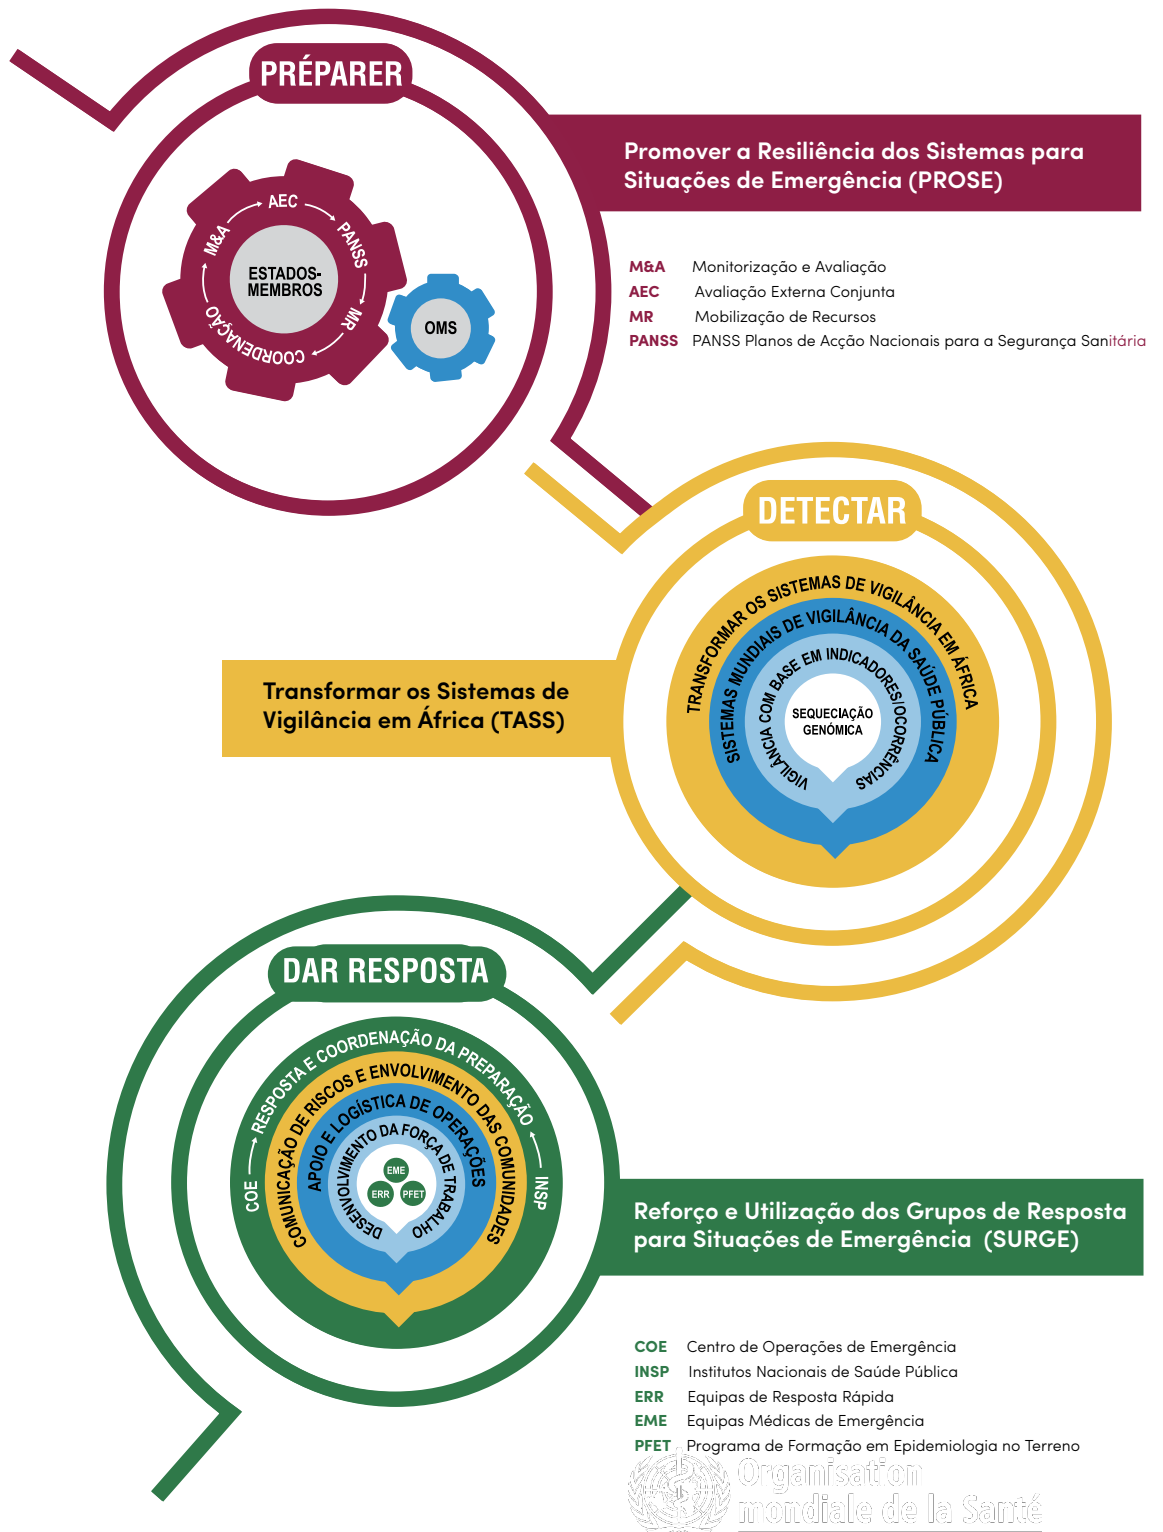 PRÉPARER
Promover a Resiliência dos Sistemas para
Situações de Emergência (PROSE)
M&A
AEC
PANSS
MR
COORDENAÇÃO
ESTADOS-
MEMBROS
OMS
M&A Monitorização e Avaliação
AEC Avaliação Externa Conjunta
MR Mobilização de Recursos
PANSS PANSS Planos de Acção Nacionais para a Segurança Sanitária
DETECTAR
TRANSFORMAR OS SISTEMAS DE VIGILÂNCIA EM ÁFRICA
SISTEMAS MUNDIAIS DE VIGILÂNCIA DA SAÚDE PÚBLICA
VIGILÂNCIA COM BASE EM INDICADORES/OCORRÊNCIAS
SEQUECIAÇÃO
GENÓMICA
Transformar os Sistemas de
Vigilância em África (TASS)
DAR RESPOSTA
COE
RESPOSTA E COORDENAÇÃO DA PREPARAÇÃO
INSP
COMUNICAÇÃO DE RISCOS E ENVOLVIMENTO DAS COMUNIDADES
APOIO E LOGÍSTICA DE OPERAÇÕES
DESENVOLVIMENTO DA FORÇA DE TRABALHO
EME
ERR
PFET
Reforço e Utilização dos Grupos de Resposta
para Situações de Emergência (SURGE)
COE Centro de Operações de Emergência
INSP Institutos Nacionais de Saúde Pública
ERR Equipas de Resposta Rápida
EME Equipas Médicas de Emergência
PFET Programa de Formação em Epidemiologia no Terreno
Organisation
mondiale de la Santé